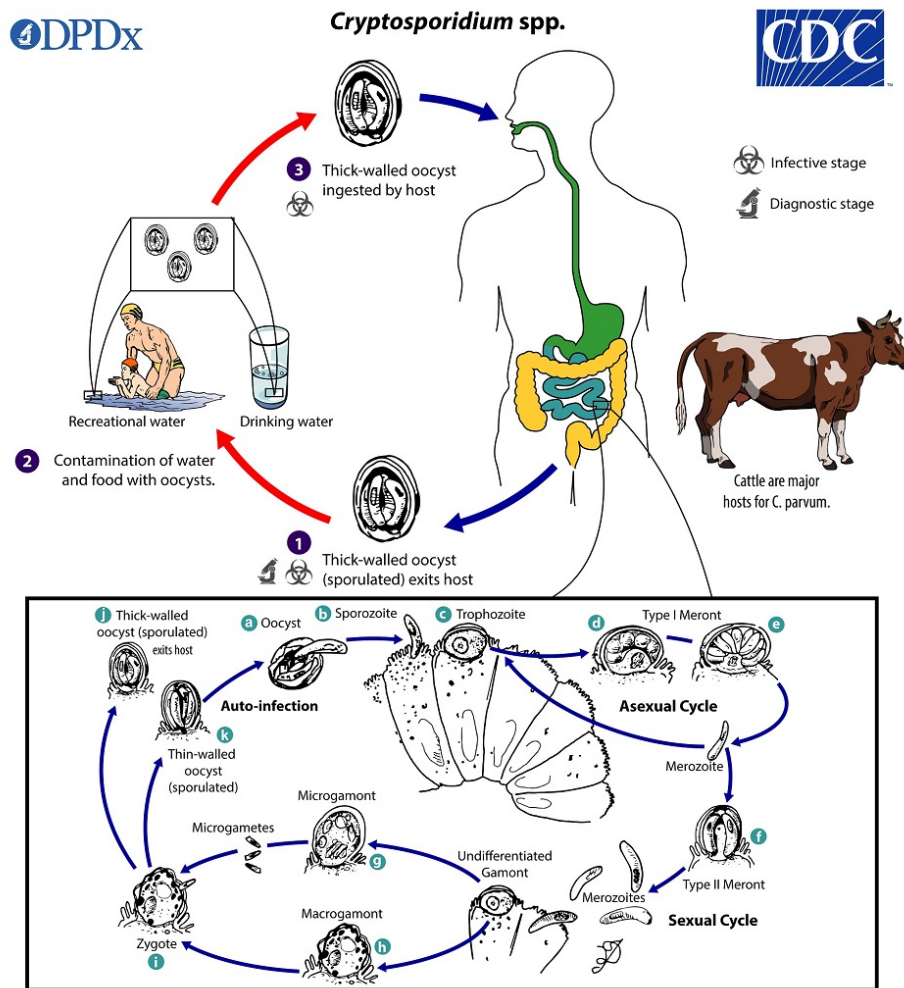 DPDx
Cryptosporidium spp.
CDC
TM
3 Thick-walled oocyst
ingested by host
Infective stage
Diagnostic stage
Recreational water
Drinking water
2 Contamination of water
and food with oocysts.
Cattle are major
hosts for C. parvum.
1
Thick-walled oocyst
(sporulated) exits host
j Thick-walled
oocyst (sporulated)
exits host
a Oocyst
b Sporozoite
c Trophozoite
Type I Meront
d
e
Auto-infection
Asexual Cycle
k
Thin-walled
oocyst
(sporulated)
Merozoite
Microgamont
Microgametes
g
f
Type II Meront
Undifferentiated
Gamont
Merozoites
Sexual Cycle
Macrogamont
h
Zygote
i